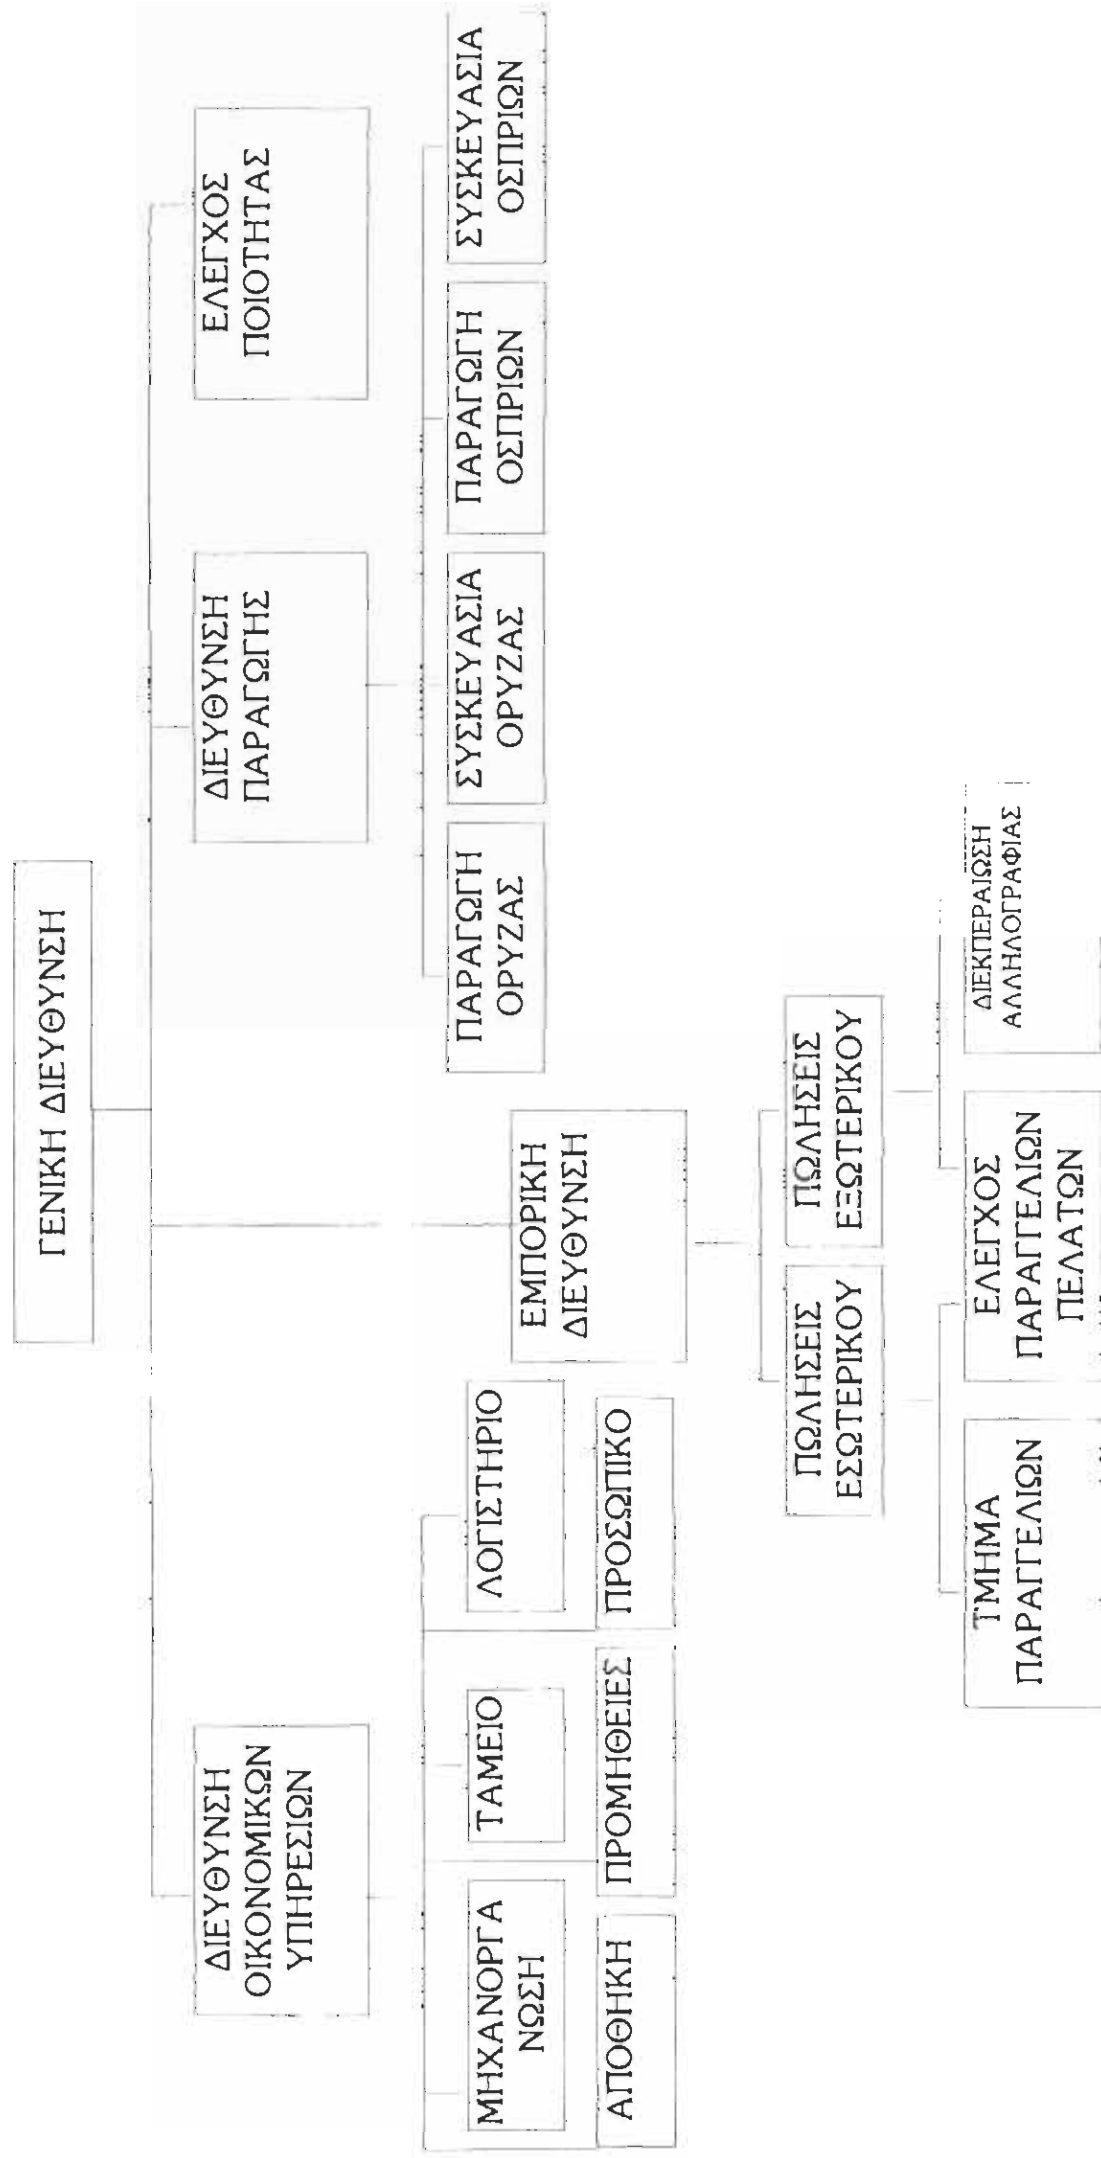 ΓΕΝΙΚΗ ΔΙΕΥΘΥΝΣΗ
ΔΙΕΥΘΥΝΣΗ
ΟΙΚΟΝΟΜΙΚΩΝ
ΥΠΗΡΕΣΙΩΝ
ΔΙΕΥΘΥΝΣΗ
ΠΑΡΑΓΩΓΗΣ
ΕΛΕΓΧΟΣ
ΠΟΙΟΤΗΤΑΣ
ΜΗΧΑΝΟΡΓΑ
ΝΩΣΗ
ΤΑΜΕΙΟ
ΛΟΓΙΣΤΗΡΙΟ
ΑΠΟΘΗΚΗ
ΠΡΟΜΗΘΕΙΕΣ
ΠΡΟΣΩΠΙΚΟ
ΕΜΠΟΡΙΚΗ
ΔΙΕΥΘΥΝΣΗ
ΠΑΡΑΓΩΓΗ
ΟΡΥΖΑΣ
ΣΥΣΚΕΥΑΣΙΑ
ΟΡΥΖΑΣ
ΠΑΡΑΓΩΓΗ
ΟΣΠΡΙΩΝ
ΣΥΣΚΕΥΑΣΙΑ
ΟΣΠΡΙΩΝ
ΠΩΛΗΣΕΙΣ
ΕΣΩΤΕΡΙΚΟΥ
ΠΩΛΗΣΕΙΣ
ΕΞΩΤΕΡΙΚΟΥ
ΤΜΗΜΑ
ΠΑΡΑΓΓΕΛΙΩΝ
ΕΛΕΓΧΟΣ
ΠΑΡΑΓΓΕΛΙΩΝ
ΠΕΛΑΤΩΝ
ΔΙΕΚΠΕΡΑΙΩΣΗ
ΑΛΛΗΛΟΓΡΑΦΙΑΣ